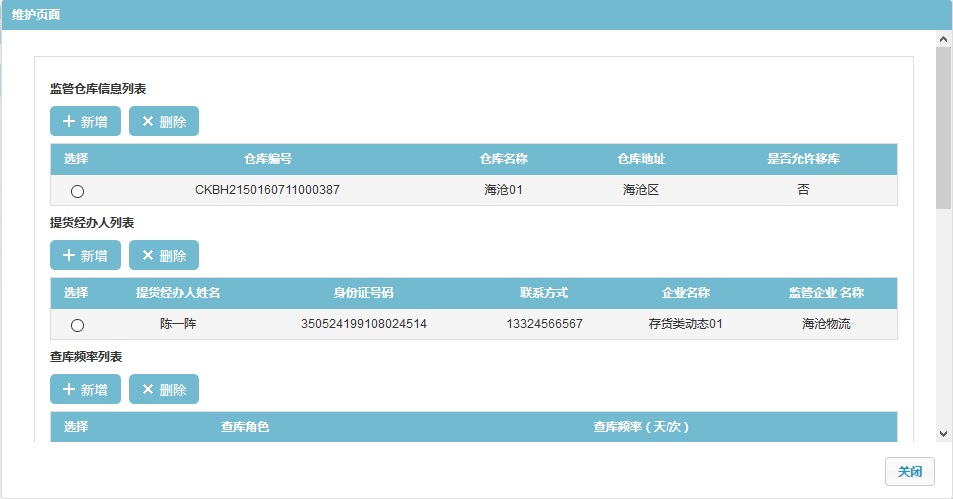 维护页面
监管仓库信息列表
新增 删除
选择 仓库编号 仓库名称 仓库地址 是否允许移库
CKBH2150160711000387 海沧01 海沧区 否
提货经办人列表
新增 删除
选择 提货经办人姓名 身份证号码 联系方式 企业名称 监管企业 名称
陈一阵 350524199108024514 13324566567 存货类动态01 海沧物流
查库频率列表
新增 删除
选择 查库角色 查库频率（天/次）
关闭